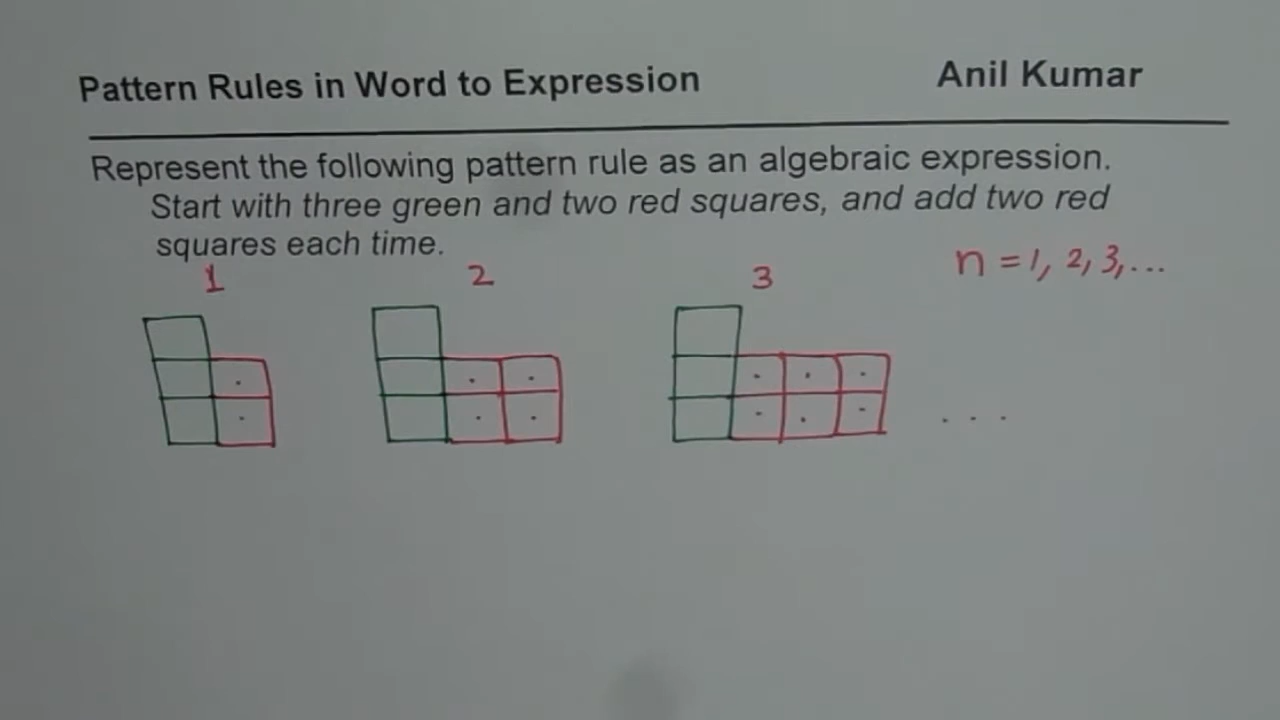 Pattern Rules in Word to Expression Anil Kumar
Represent the following pattern rule as an algebraic expression.
Start with three green and two red squares, and add two red
squares each time.
n = 1, 2, 3, ...
1 2 3
. . .